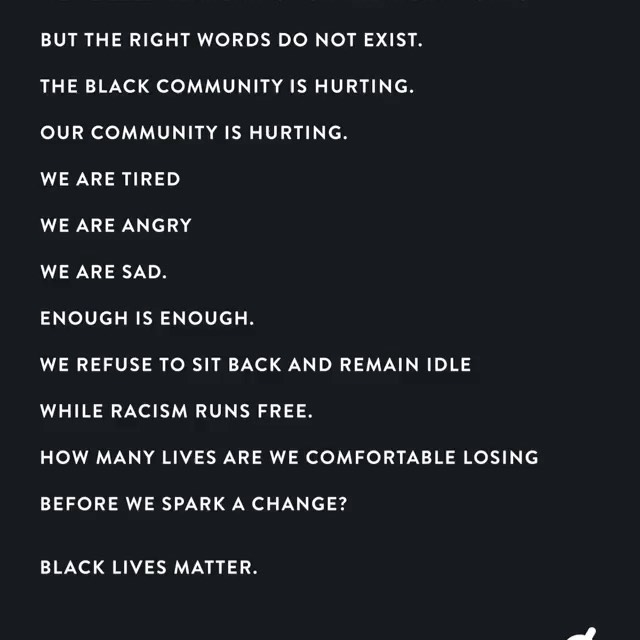 BUT THE RIGHT WORDS DO NOT EXIST.
THE BLACK COMMUNITY IS HURTING.
OUR COMMUNITY IS HURTING.
WE ARE TIRED
WE ARE ANGRY
WE ARE SAD.
ENOUGH IS ENOUGH.
WE REFUSE TO SIT BACK AND REMAIN IDLE
WHILE RACISM RUNS FREE.
HOW MANY LIVES ARE WE COMFORTABLE LOSING
BEFORE WE SPARK A CHANGE?
BLACK LIVES MATTER.